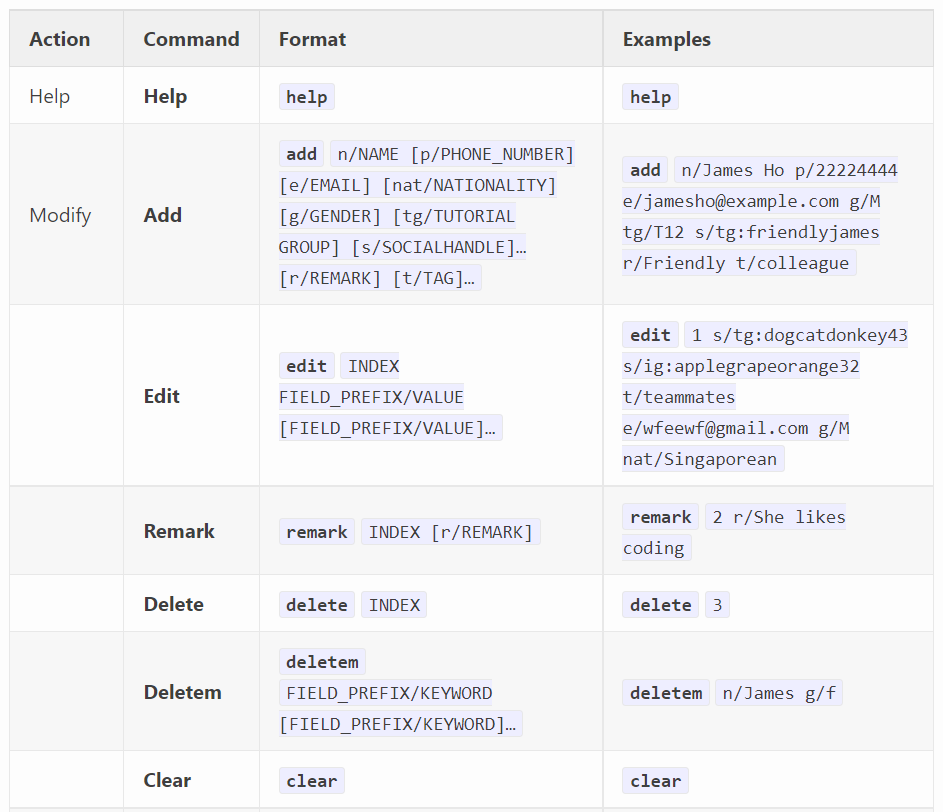 Action Command Format Examples
Help Help help help
Modify Add add n/NAME [p/PHONE_NUMBER]
[e/EMAIL] [nat/NATIONALITY]
[g/GENDER] [tg/TUTORIAL
GROUP] [s/SOCIALHANDLE]…
[r/REMARK] [t/TAG]…
add n/James Ho p/22224444
e/jamesho@example.com g/M
tg/T12 s/tg:friendlyjames
r/Friendly t/colleague
Edit edit INDEX
FIELD_PREFIX/VALUE
[FIELD_PREFIX/VALUE]…
edit 1 s/tg:dogcatdonkey43
s/ig:applegrapeorange32
t/teammates
e/wfeewf@gmail.com g/M
nat/Singaporean
Remark remark INDEX [r/REMARK]
remark 2 r/She likes
coding
Delete delete INDEX delete 3
Deletem deletem
FIELD_PREFIX/KEYWORD
[FIELD_PREFIX/KEYWORD]…
deletem n/James g/f
Clear clear clear